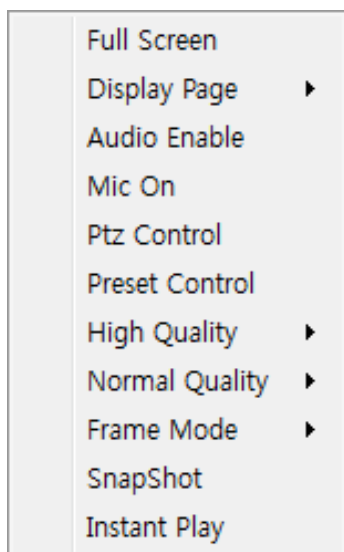 Full Screen
Display Page
Audio Enable
Mic On
Ptz Control
Preset Control
High Quality
Normal Quality
Frame Mode
SnapShot
Instant Play